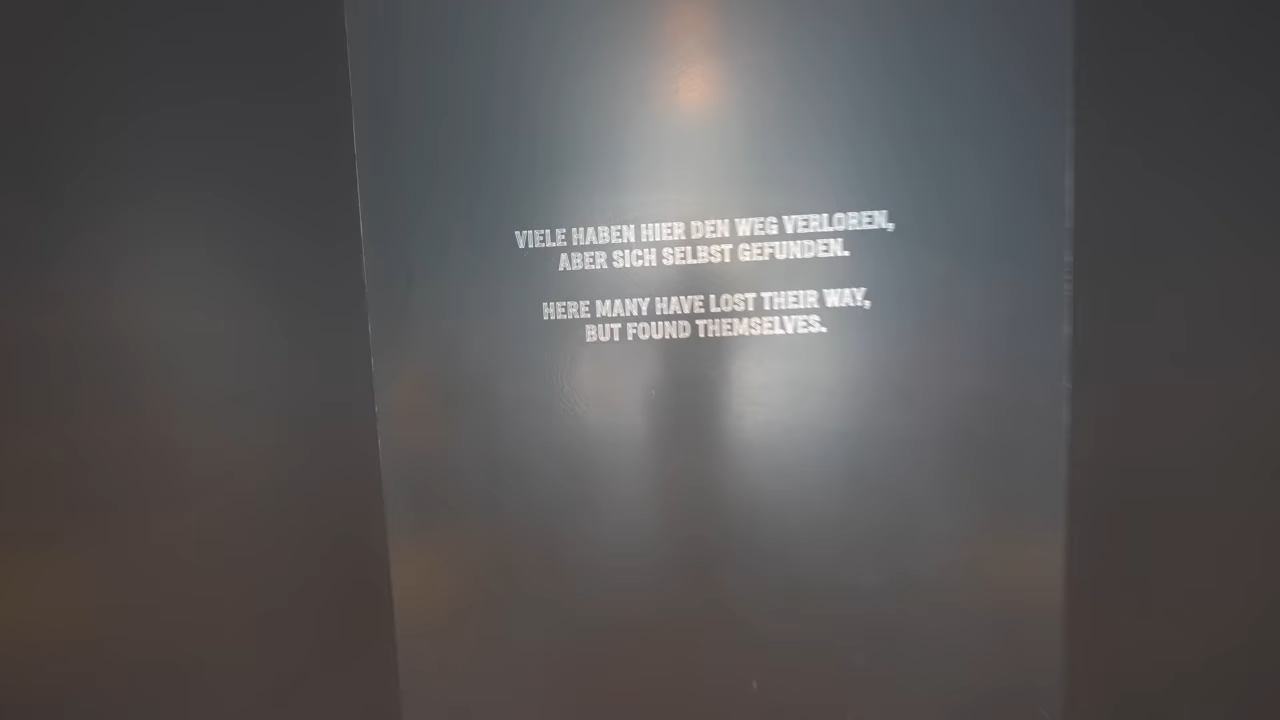 VIELE HABEN HIER DEN WEG VERLOREN,
ABER SICH SELBST GEFUNDEN.
HERE MANY HAVE LOST THEIR WAY,
BUT FOUND THEMSELVES.